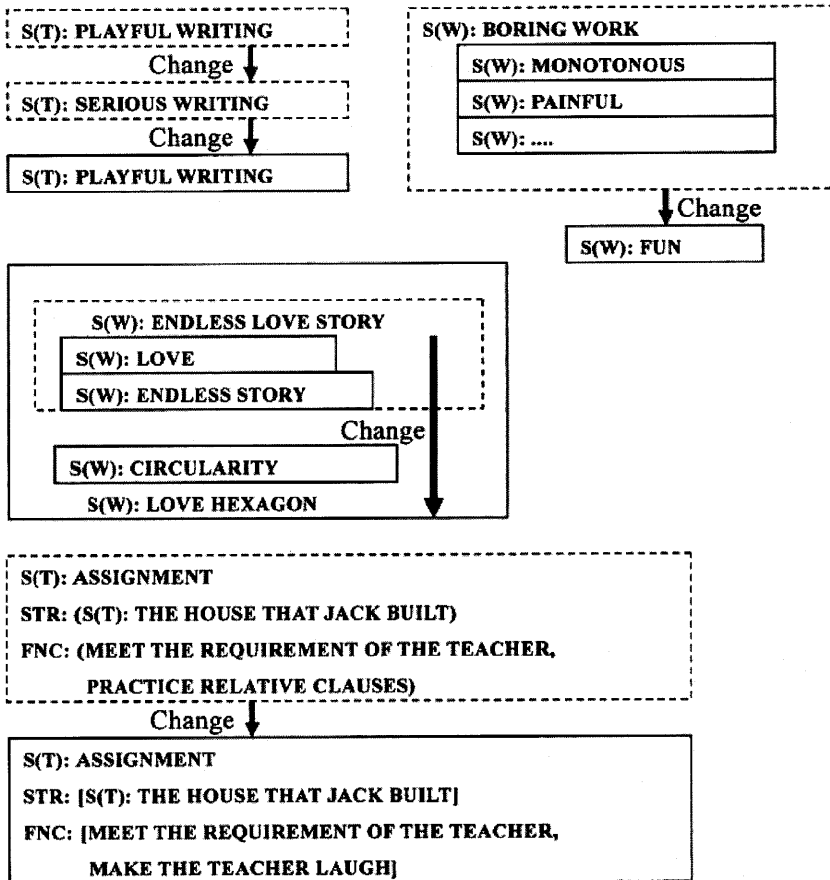 S(T): PLAYFUL WRITING
Change
S(T): SERIOUS WRITING
Change
S(T): PLAYFUL WRITING
S(W): BORING WORK
S(W): MONOTONOUS
S(W): PAINFUL
S(W): ....
Change
S(W): FUN
S(W): ENDLESS LOVE STORY
S(W): LOVE
S(W): ENDLESS STORY
Change
S(W): CIRCULARITY
S(W): LOVE HEXAGON
S(T): ASSIGNMENT
STR: (S(T): THE HOUSE THAT JACK BUILT)
FNC: (MEET THE REQUIREMENT OF THE TEACHER,
PRACTICE RELATIVE CLAUSES)
Change
S(T): ASSIGNMENT
STR: [S(T): THE HOUSE THAT JACK BUILT]
FNC: [MEET THE REQUIREMENT OF THE TEACHER,
MAKE THE TEACHER LAUGH]